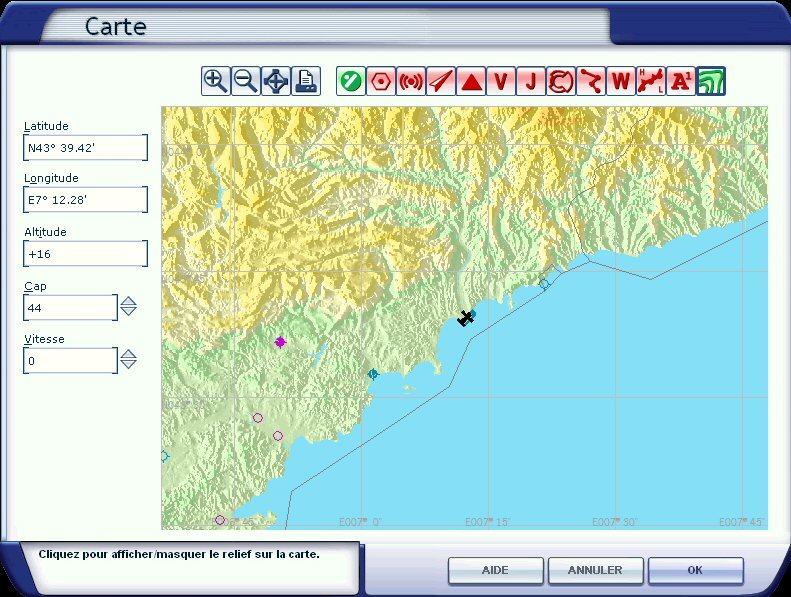 Carte
V J W H L A¹
Latitude
N43° 39.42'
Longitude
E7° 12.28'
Altitude
+16
Cap
44
Vitesse
0
E007° 0'
E007° 15'
E007° 30'
E007° 45'
Cliquez pour afficher/masquer le relief sur la carte.
AIDE
ANNULER
OK